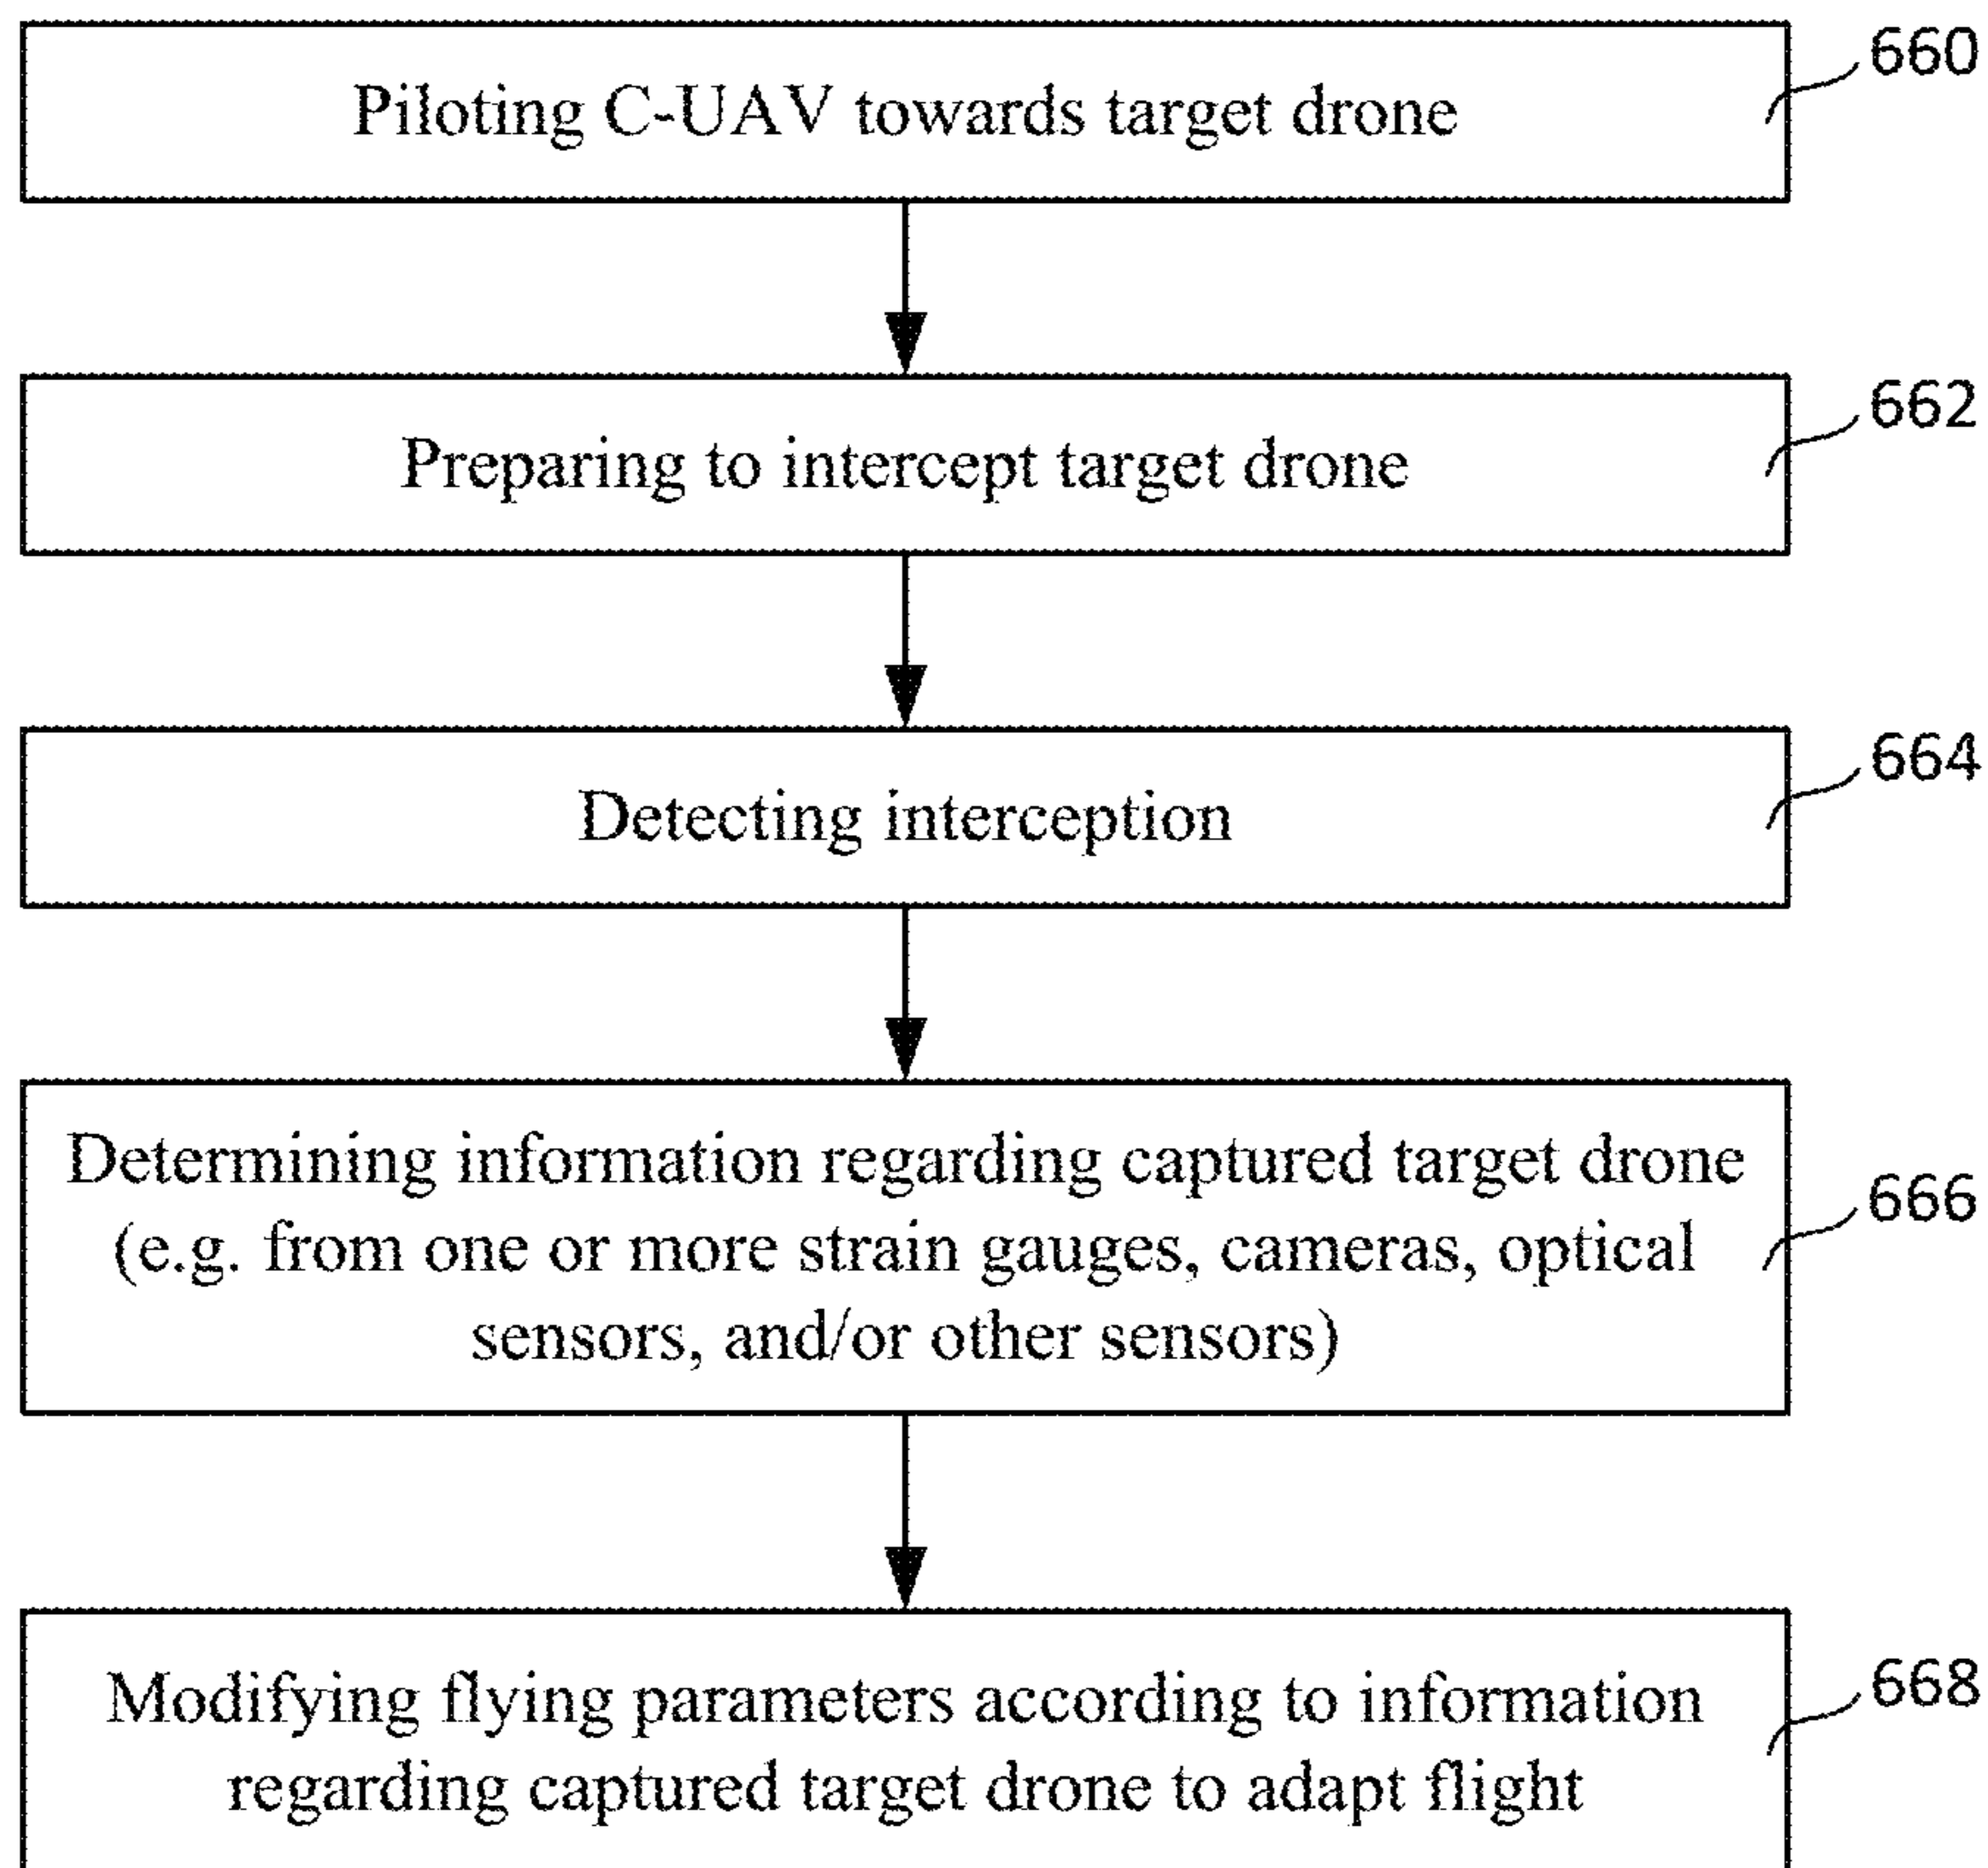 Piloting C-UAV towards target drone
660
Preparing to intercept target drone
662
Detecting interception
664
Determining information regarding captured target drone
(e.g. from one or more strain gauges, cameras, optical
sensors, and/or other sensors)
666
Modifying flying parameters according to information
regarding captured target drone to adapt flight
668